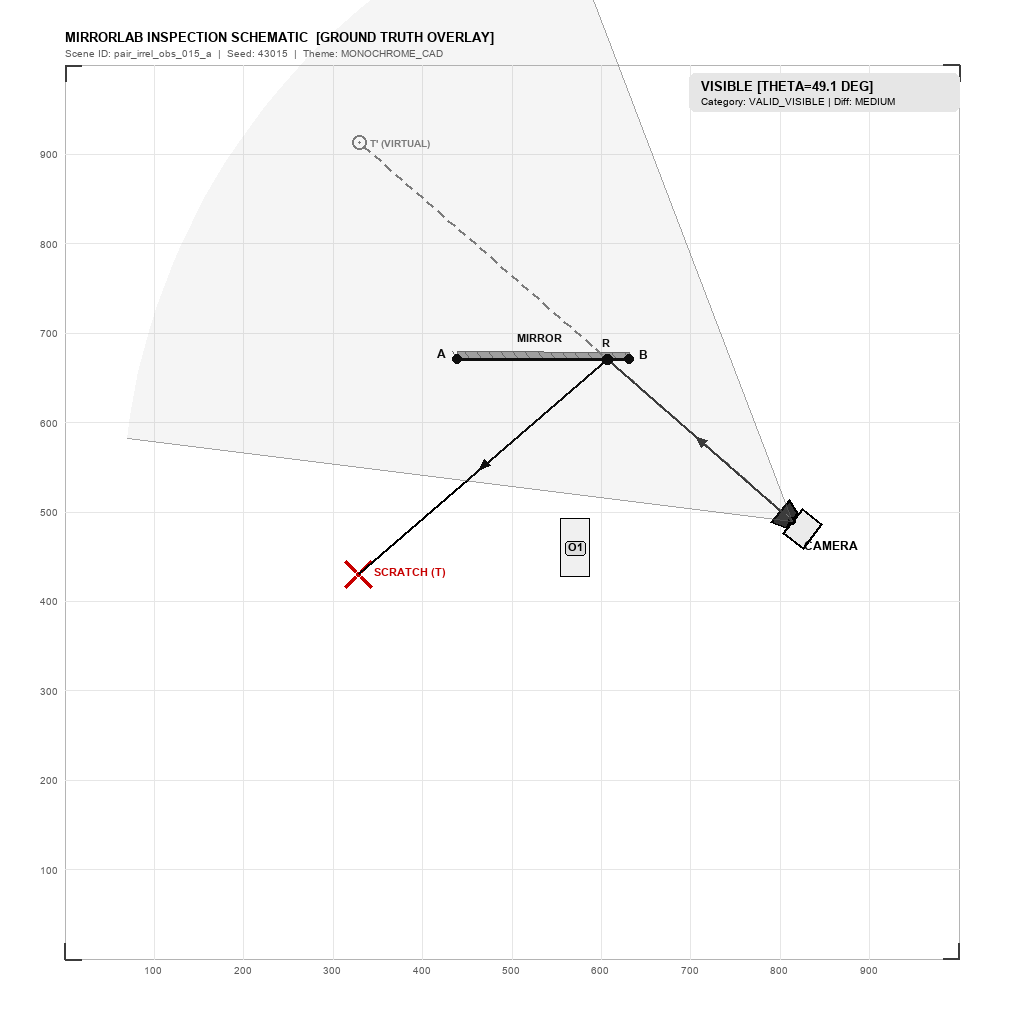 MIRRORLAB INSPECTION SCHEMATIC [GROUND TRUTH OVERLAY]
Scene ID: pair_irrel_obs_015_a | Seed: 43015 | Theme: MONOCHROME_CAD
VISIBLE [THETA=49.1 DEG]
Category: VALID_VISIBLE | Diff: MEDIUM
T' (VIRTUAL)
MIRROR
R
A
B
CAMERA
O1
SCRATCH (T)
900
800
700
600
500
400
300
200
100
100
200
300
400
500
600
700
800
900